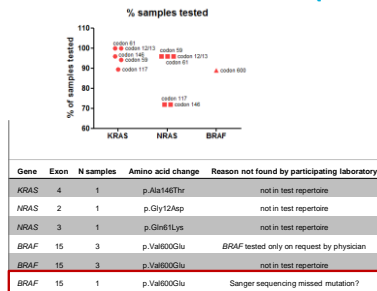 % samples tested
% of samples tested
110
100
90
80
70
60
codon 61
codon 12/13
codon 146
codon 59
codon 117
codon 59
codon 12/13
codon 61
codon 117
codon 146
codon 600
KRAS NRAS BRAF
Gene Exon N samples Amino acid change Reason not found by participating laboratory
KRAS 4 1 p.Ala146Thr not in test repertoire
NRAS 2 1 p.Gly12Asp not in test repertoire
NRAS 3 1 p.Gln61Lys not in test repertoire
BRAF 15 3 p.Val600Glu BRAF tested only on request by physician
BRAF 15 3 p.Val600Glu not in test repertoire
BRAF 15 1 p.Val600Glu Sanger sequencing missed mutation?